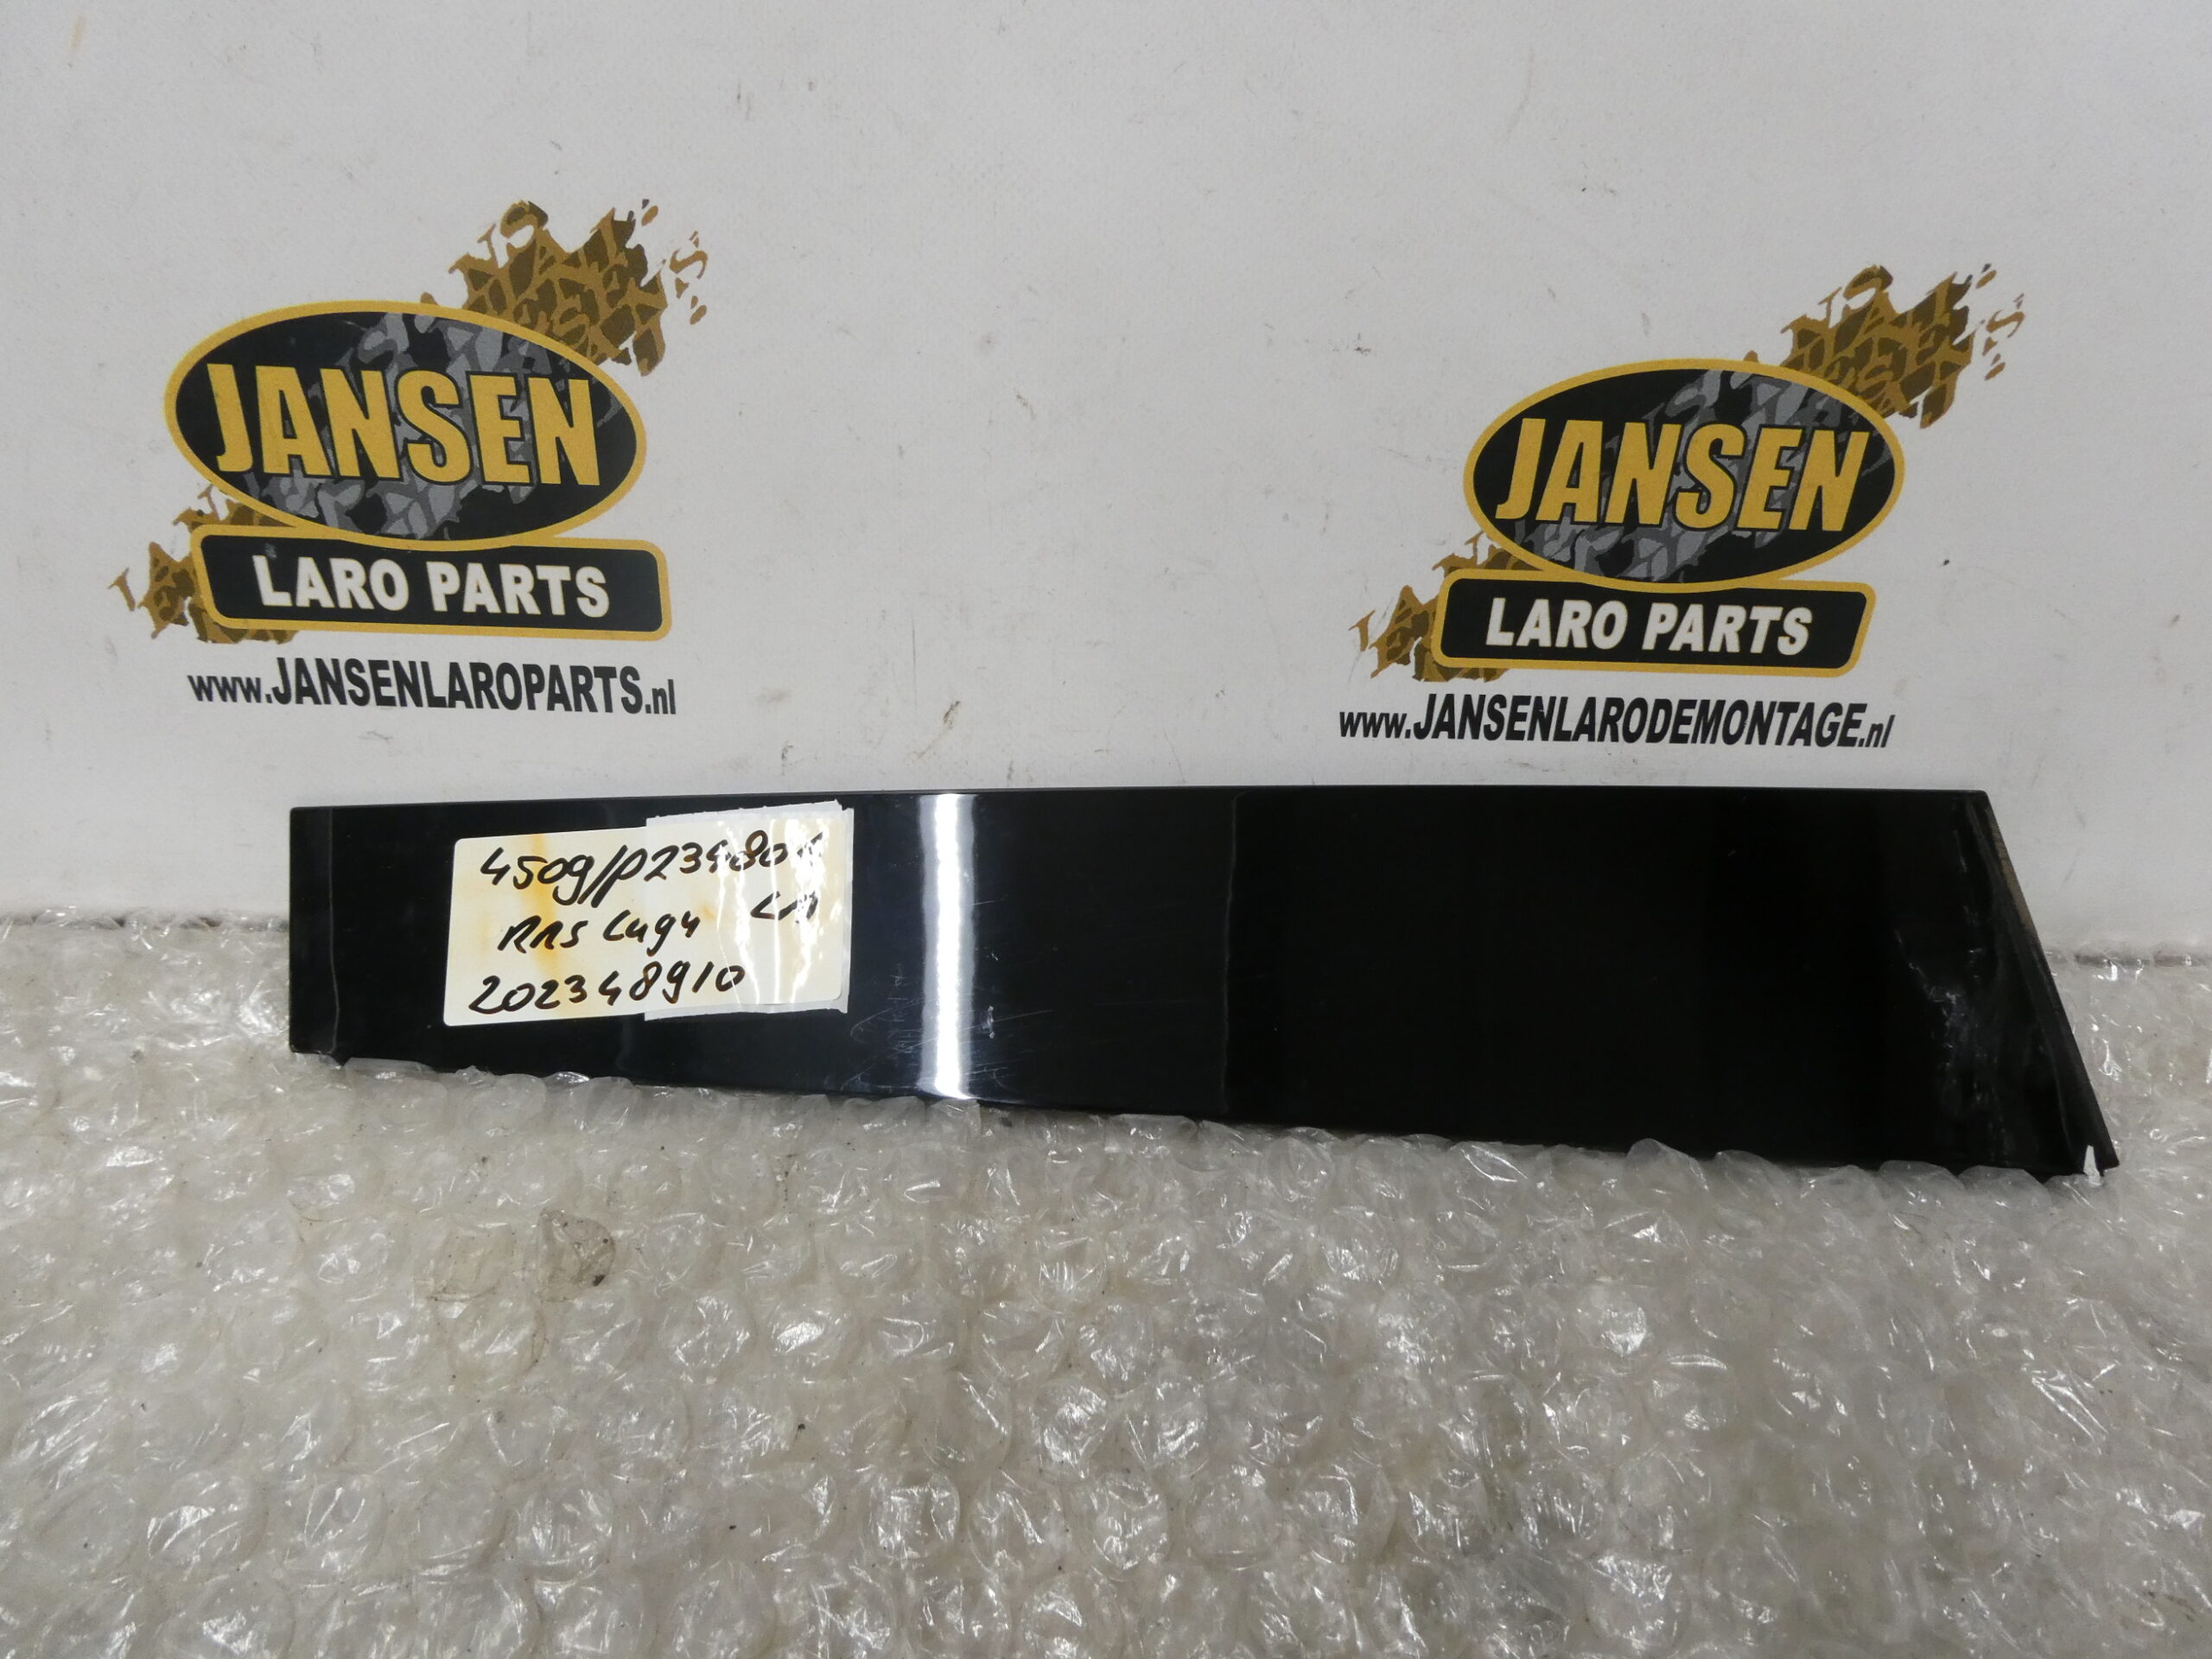 JANSEN
LARO PARTS
www.JANSENLAROPARTS.nl
JANSEN
LARO PARTS
www.JANSENLARODEMONTAGE.nl
RRS L494
202348910